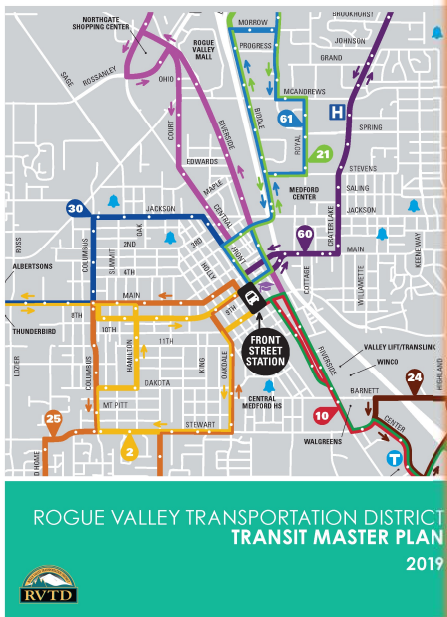 BROOKHURST
NORTHGATE
SHOPPING CENTER
MORROW
JOHNSON
ROGUE
VALLEY
MALL
PROGRESS
GRAND
SAGE
ROSSANLEY
OHIO
MCANDREWS
BIDDLE
H
61
COURT
RIVERSIDE
ROYAL
SPRING
21
EDWARDS
STEVENS
MAPLE
MEDFORD
CENTER
SALING
30
JACKSON
CENTRAL
CRATERLAKE
JACKSON
OAK
60
ROSS
COLUMBUS
SUMMIT
2ND
3RD
FRONT
MAIN
KEENEWAY
4TH
HOLLY
ALBERTSONS
COTTAGE
WILLAMETTE
MAIN
8TH
9TH
THUNDERBIRD
10TH
FRONT
STREET
STATION
11TH
VALLEY LIFT/TRANSLINK
HAMILTON
KING
OAKDALE
RIVERSIDE
WINCO
LOZIER
COLUMBUS
DAKOTA
24
HIGHLAND
CENTRAL
MEDFORD HS
BARNETT
MT PITT
25
STEWART
10
CENTER
WALGREENS
2
T
ROGUE VALLEY TRANSPORTATION DISTRICT
TRANSIT MASTER PLAN
2019
RVTD